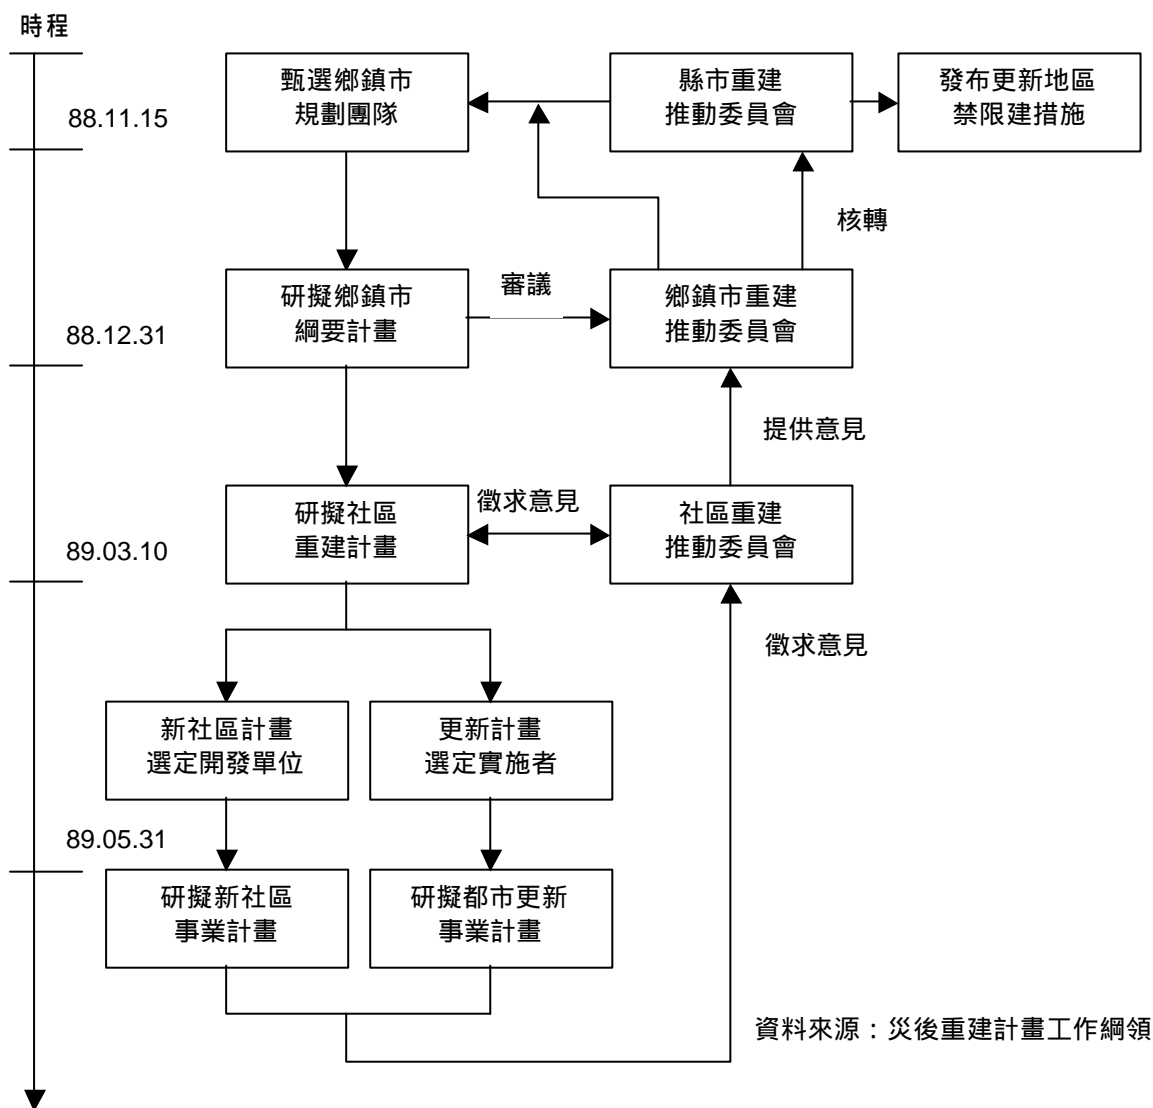 時程
甄選鄉鎮市
規劃團隊
縣市重建
推動委員會
發布更新地區
禁限建措施
88.11.15
核轉
研擬鄉鎮市
綱要計畫
審議
鄉鎮市重建
推動委員會
88.12.31
提供意見
研擬社區
重建計畫
徵求意見
社區重建
推動委員會
89.03.10
徵求意見
新社區計畫
選定開發單位
更新計畫
選定實施者
89.05.31
研擬新社區
事業計畫
研擬都市更新
事業計畫
資料來源：災後重建計畫工作綱領